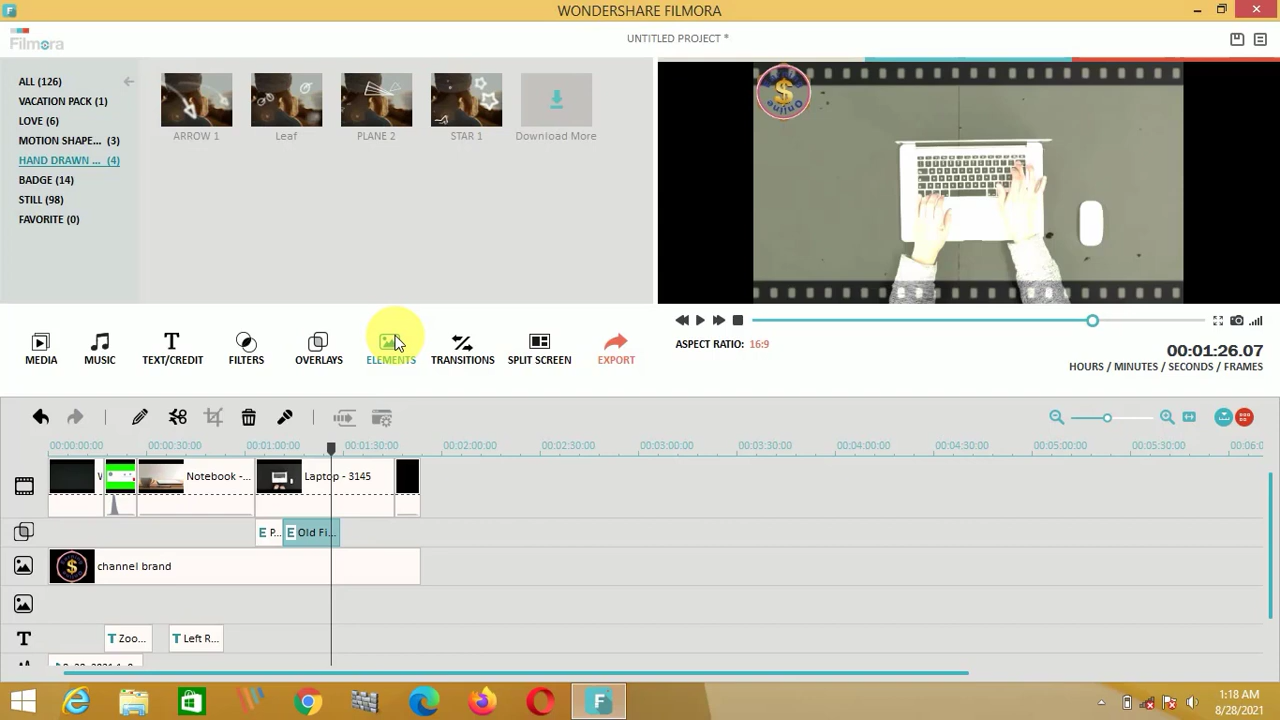 WONDERSHARE FILMORA
Filmora
UNTITLED PROJECT *
ALL (126)
VACATION PACK (1)
LOVE (6)
MOTION SHAPE... (3)
HAND DRAWN ... (4)
BADGE (14)
STILL (98)
FAVORITE (0)
ARROW 1
Leaf
PLANE 2
STAR 1
Download More
MEDIA
MUSIC
TEXT/CREDIT
FILTERS
OVERLAYS
ELEMENTS
TRANSITIONS
SPLIT SCREEN
EXPORT
ASPECT RATIO: 16:9
00:01:26.07
HOURS / MINUTES / SECONDS / FRAMES
00:00:00:00
00:00:30:00
00:01:00:00
00:01:30:00
00:02:00:00
00:02:30:00
00:03:00:00
00:03:30:00
00:04:00:00
00:04:30:00
00:05:00:00
00:05:30:00
00:06:0
Notebook -...
Laptop - 3145
E P...
E Old Fi...
channel brand
T Zoo...
T Left R...
1:18 AM
8/28/2021